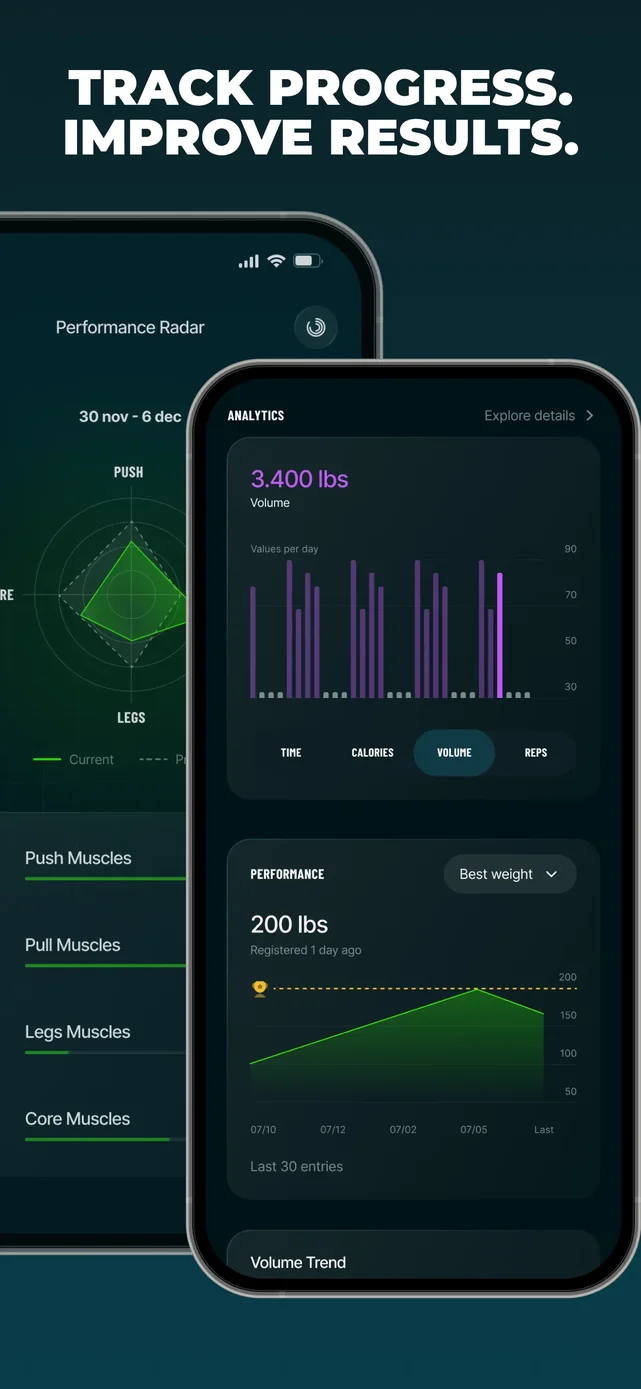 TRACK PROGRESS.
IMPROVE RESULTS.
Performance Radar
30 nov - 6 dec
PUSH
RE
LEGS
Current
Pr
Push Muscles
Pull Muscles
Legs Muscles
Core Muscles
ANALYTICS
Explore details
3.400 lbs
Volume
Values per day
90
70
50
30
TIME
CALORIES
VOLUME
REPS
PERFORMANCE
Best weight
200 lbs
Registered 1 day ago
200
150
100
50
07/10
07/12
07/02
07/05
Last
Last 30 entries
Volume Trend